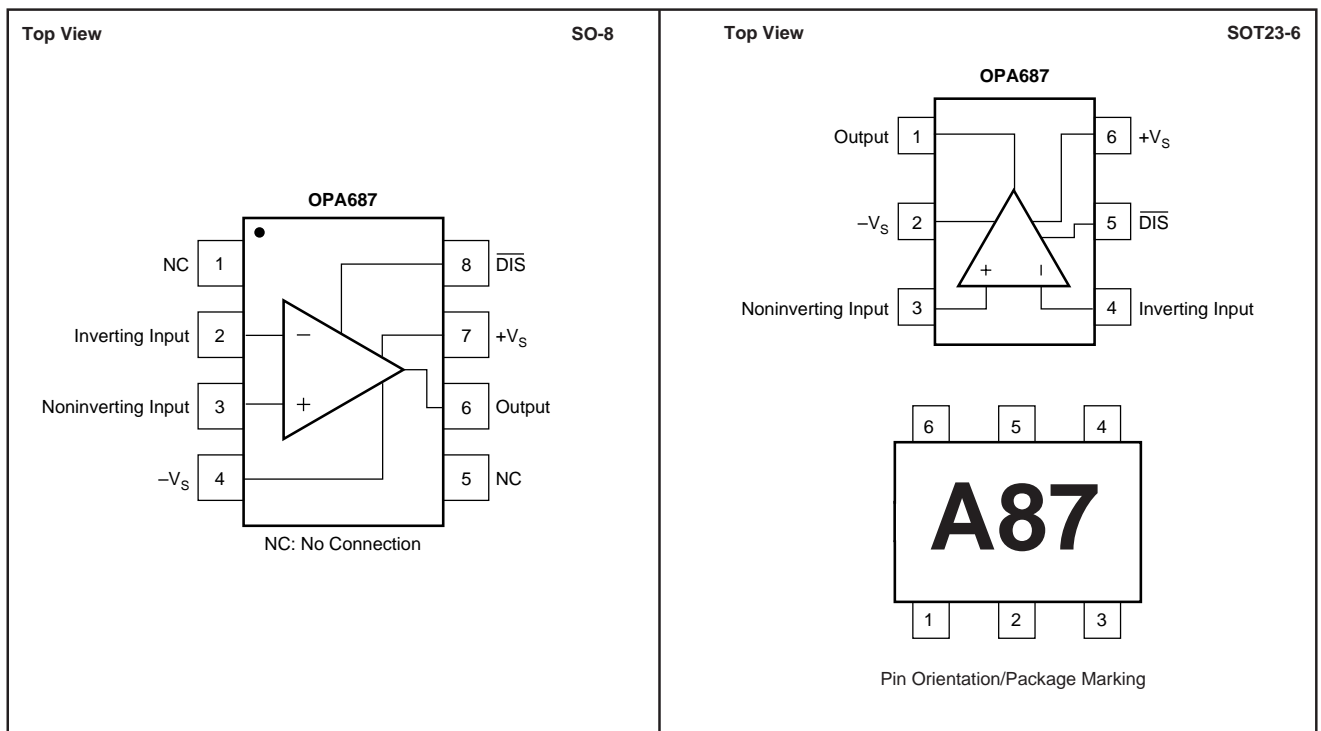 Top View SO-8
OPA687
NC 1 8 D̅I̅S̅
Inverting Input 2 − 7 +VS
Noninverting Input 3 + 6 Output
–VS 4 5 NC
NC: No Connection
Top View SOT23-6
OPA687
Output 1 6 +VS
–VS 2 5 D̅I̅S̅
+ −
Noninverting Input 3 4 Inverting Input
6 5 4
A87
1 2 3
Pin Orientation/Package Marking